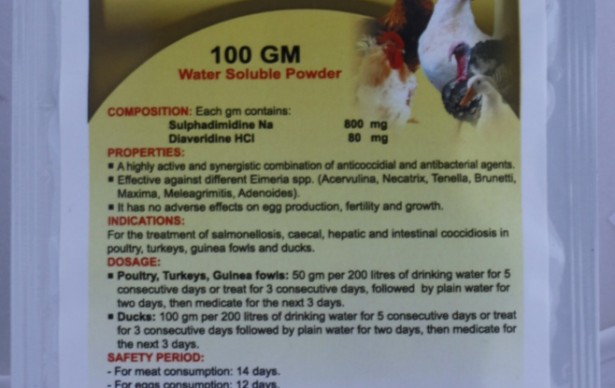 100 GM
Water Soluble Powder
COMPOSITION: Each gm contains:
Sulphadimidine Na 800 mg
Diaveridine HCl 80 mg
PROPERTIES:
▪ A highly active and synergistic combination of anticoccidial and antibacterial agents.
▪ Effective against different Eimeria spp. (Acervulina, Necatrix, Tenella, Brunetti,
Maxima, Meleagrimitis, Adenoides).
▪ It has no adverse effects on egg production, fertility and growth.
INDICATIONS:
For the treatment of salmonellosis, caecal, hepatic and intestinal coccidiosis in
poultry, turkeys, guinea fowls and ducks.
DOSAGE:
▪ Poultry, Turkeys, Guinea fowls: 50 gm per 200 litres of drinking water for 5
consecutive days or treat for 3 consecutive days, followed by plain water for
two days, then medicate for the next 3 days.
▪ Ducks: 100 gm per 200 litres of drinking water for 5 consecutive days or treat
for 3 consecutive days followed by plain water for two days, then medicate for
the next 3 days.
SAFETY PERIOD:
- For meat consumption: 14 days.
- For eggs consumption: 12 days.